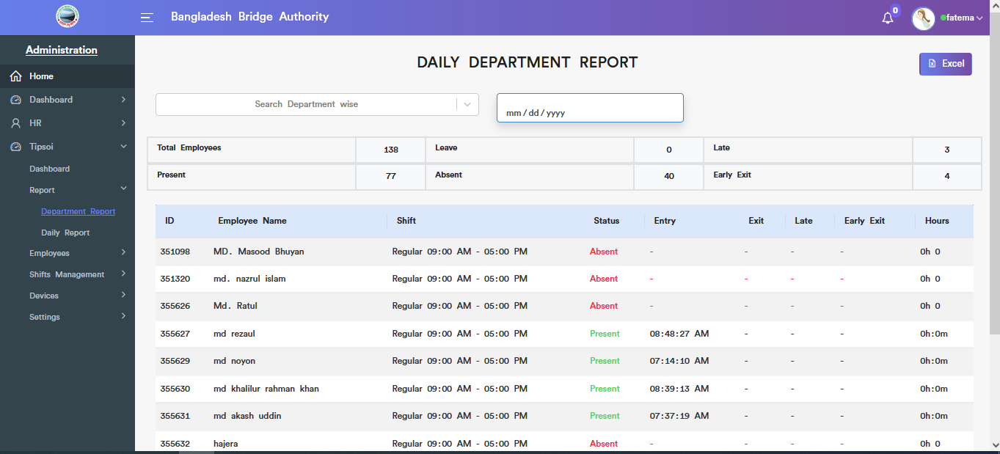 Bangladesh Bridge Authority
0
fatema
Administration
Home
Dashboard
HR
Tipsoi
Dashboard
Report
Department Report
Daily Report
Employees
Shifts Management
Devices
Settings
DAILY DEPARTMENT REPORT
Excel
Search Department wise
mm/dd/yyyy
Total Employees 138 Leave 0 Late 3
Present 77 Absent 40 Early Exit 4
ID Employee Name Shift Status Entry Exit Late Early Exit Hours
351098 MD. Masood Bhuyan Regular 09:00 AM - 05:00 PM Absent - - - - 0h 0
351320 md. nazrul islam Regular 09:00 AM - 05:00 PM Absent - - - - 0h 0
355626 Md. Ratul Regular 09:00 AM - 05:00 PM Absent - - - - 0h 0
355627 md rezaul Regular 09:00 AM - 05:00 PM Present 08:48:27 AM - - - 0h:0m
355629 md noyon Regular 09:00 AM - 05:00 PM Present 07:14:10 AM - - - 0h:0m
355630 md khalilur rahman khan Regular 09:00 AM - 05:00 PM Present 08:39:13 AM - - - 0h:0m
355631 md akash uddin Regular 09:00 AM - 05:00 PM Present 07:37:19 AM - - - 0h:0m
355632 hajera Regular 09:00 AM - 05:00 PM Absent - - - - 0h 0